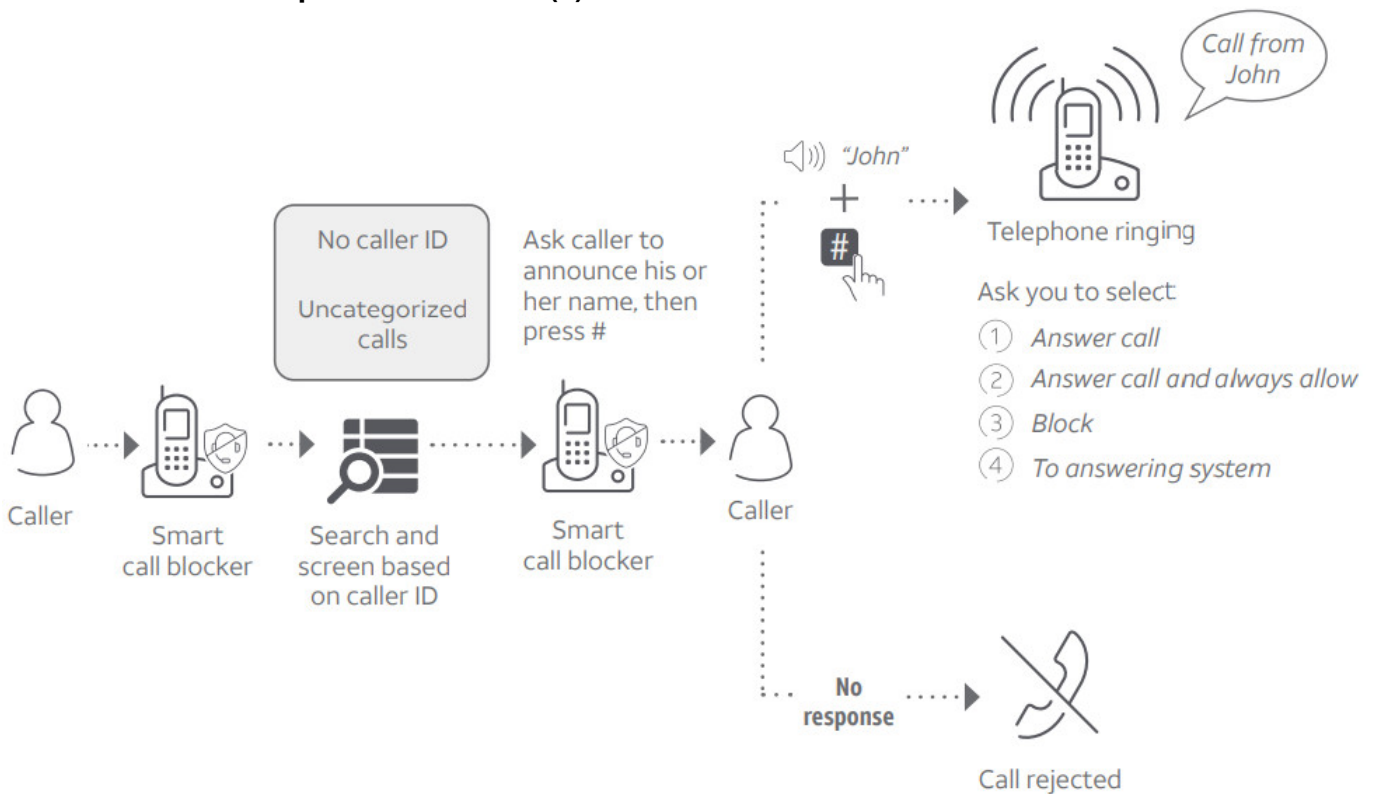 Call from
John
"John"
+
#
Telephone ringing
Ask you to select
1 Answer call
2 Answer call and always allow
3 Block
4 To answering system
No caller ID
Uncategorized
calls
Ask caller to
announce his or
her name, then
press #
Caller
Smart
call blocker
Search and
screen based
on caller ID
Smart
call blocker
Caller
No
response
Call rejected